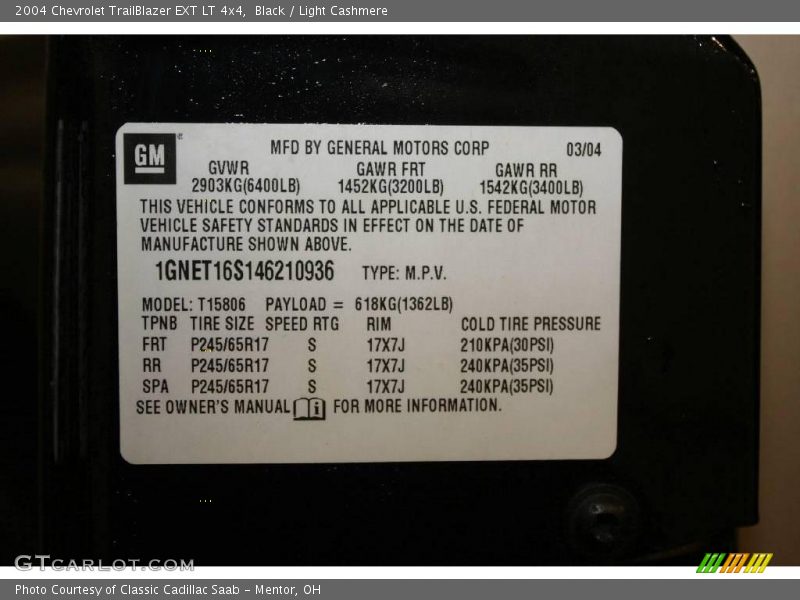 2004 Chevrolet TrailBlazer EXT LT 4x4,  Black / Light Cashmere
GM
MFD BY GENERAL MOTORS CORP 03/04
GVWR GAWR FRT GAWR RR
2903KG(6400LB) 1452KG(3200LB) 1542KG(3400LB)
THIS VEHICLE CONFORMS TO ALL APPLICABLE U.S. FEDERAL MOTOR
VEHICLE SAFETY STANDARDS IN EFFECT ON THE DATE OF
MANUFACTURE SHOWN ABOVE.
1GNET16S146210936 TYPE: M.P.V.
MODEL: T15806 PAYLOAD = 618KG(1362LB)
TPNB TIRE SIZE SPEED RTG RIM COLD TIRE PRESSURE
FRT P245/65R17 S 17X7J 210KPA(30PSI)
RR P245/65R17 S 17X7J 240KPA(35PSI)
SPA P245/65R17 S 17X7J 240KPA(35PSI)
SEE OWNER'S MANUAL i FOR MORE INFORMATION.
GTCARLOT.COM
Photo Courtesy of Classic Cadillac Saab - Mentor, OH